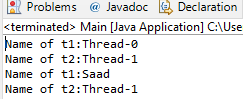 Problems @ Javadoc Declaration
<terminated> Main [Java Application] C:\Use
Name of t1:Thread-0
Name of t2:Thread-1
Name of t1:Saad
Name of t2:Thread-1